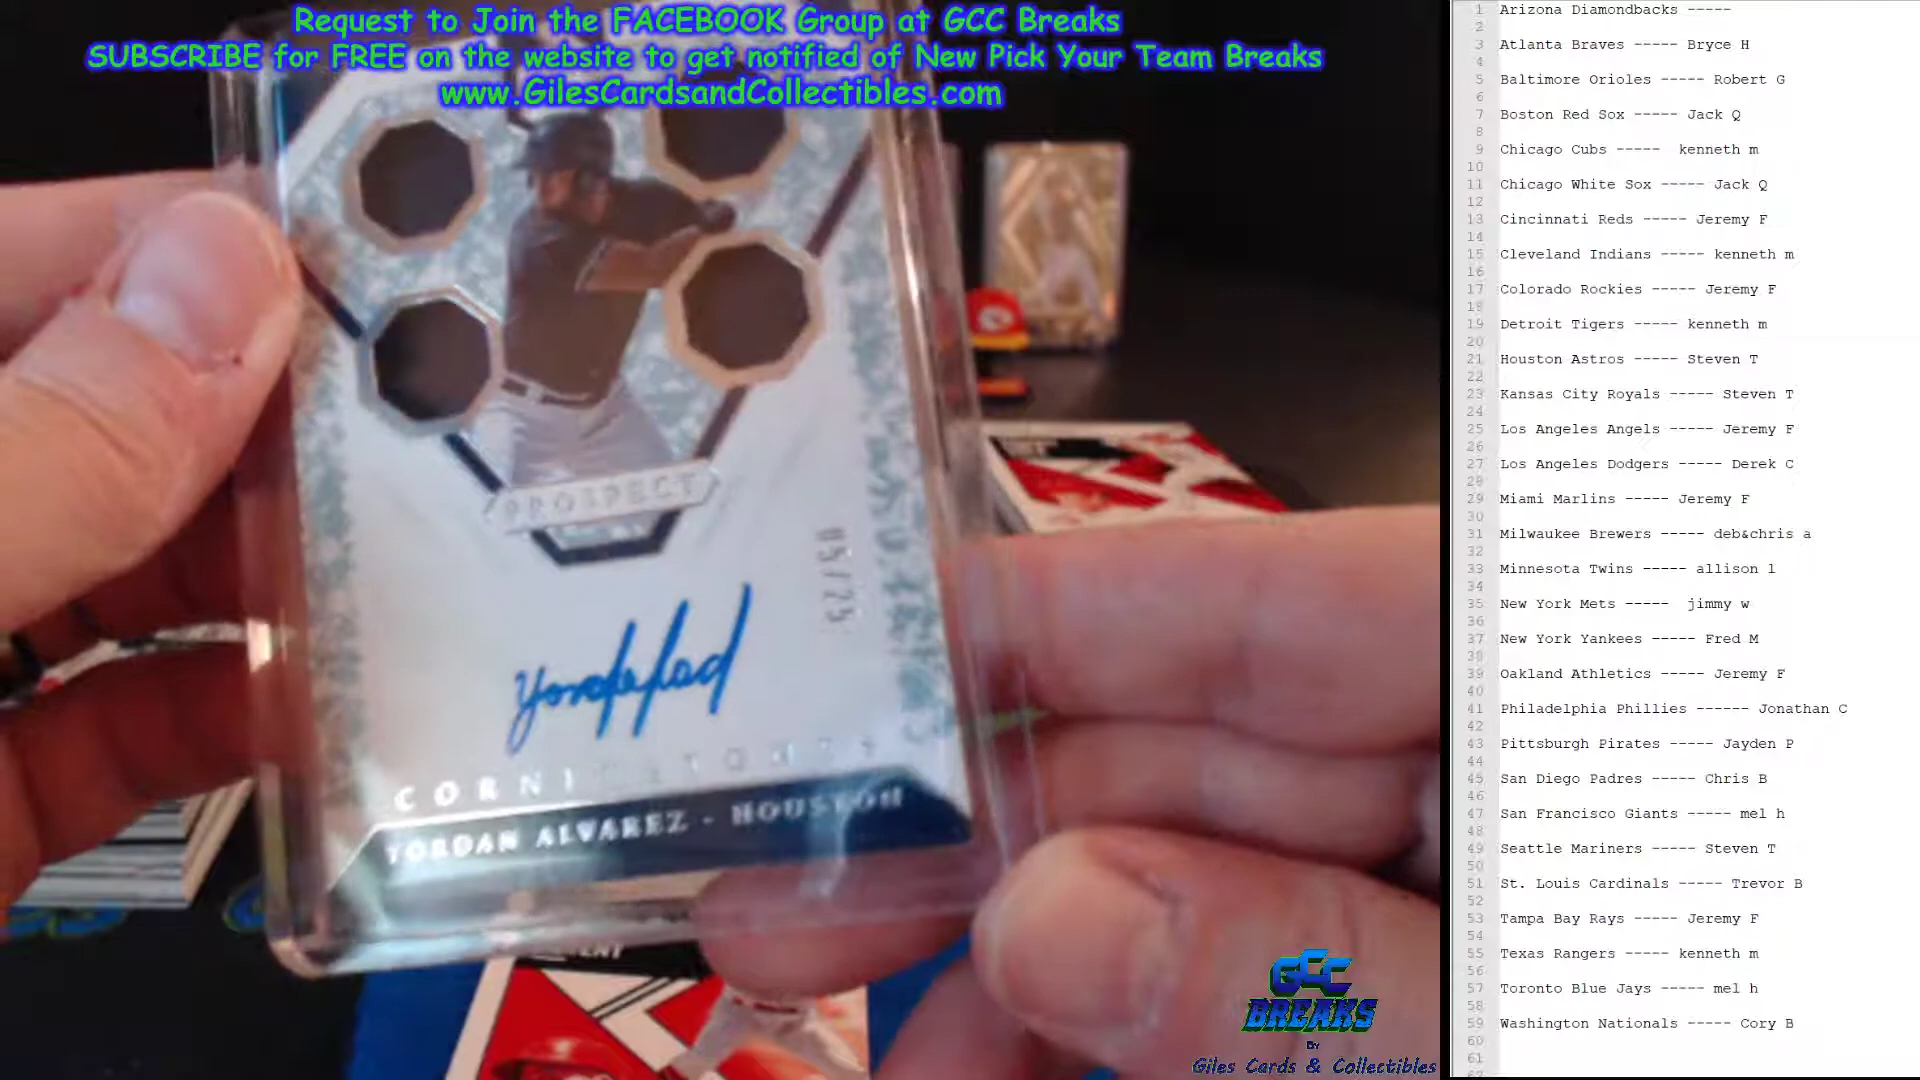 Request to Join the FACEBOOK Group at GCC Breaks
SUBSCRIBE for FREE on the website to get notified of New Pick Your Team Breaks
www.GilesCardsandCollectibles.com
PROSPECT
05/25
Yordan
CORNERSTONES
YORDAN ALVAREZ - HOUSTON
GCC
BREAKS
By
Giles Cards & Collectibles
1 Arizona Diamondbacks -----
2
3 Atlanta Braves ----- Bryce H
4
5 Baltimore Orioles ----- Robert G
6
7 Boston Red Sox ----- Jack Q
8
9 Chicago Cubs ----- kenneth m
10
11 Chicago White Sox ----- Jack Q
12
13 Cincinnati Reds ----- Jeremy F
14
15 Cleveland Indians ----- kenneth m
16
17 Colorado Rockies ----- Jeremy F
18
19 Detroit Tigers ----- kenneth m
20
21 Houston Astros ----- Steven T
22
23 Kansas City Royals ----- Steven T
24
25 Los Angeles Angels ----- Jeremy F
26
27 Los Angeles Dodgers ----- Derek C
28
29 Miami Marlins ----- Jeremy F
30
31 Milwaukee Brewers ----- deb&chris a
32
33 Minnesota Twins ----- allison l
34
35 New York Mets ----- jimmy w
36
37 New York Yankees ----- Fred M
38
39 Oakland Athletics ----- Jeremy F
40
41 Philadelphia Phillies ------ Jonathan C
42
43 Pittsburgh Pirates ----- Jayden P
44
45 San Diego Padres ----- Chris B
46
47 San Francisco Giants ----- mel h
48
49 Seattle Mariners ----- Steven T
50
51 St. Louis Cardinals ----- Trevor B
52
53 Tampa Bay Rays ----- Jeremy F
54
55 Texas Rangers ----- kenneth m
56
57 Toronto Blue Jays ----- mel h
58
59 Washington Nationals ----- Cory B
60
61